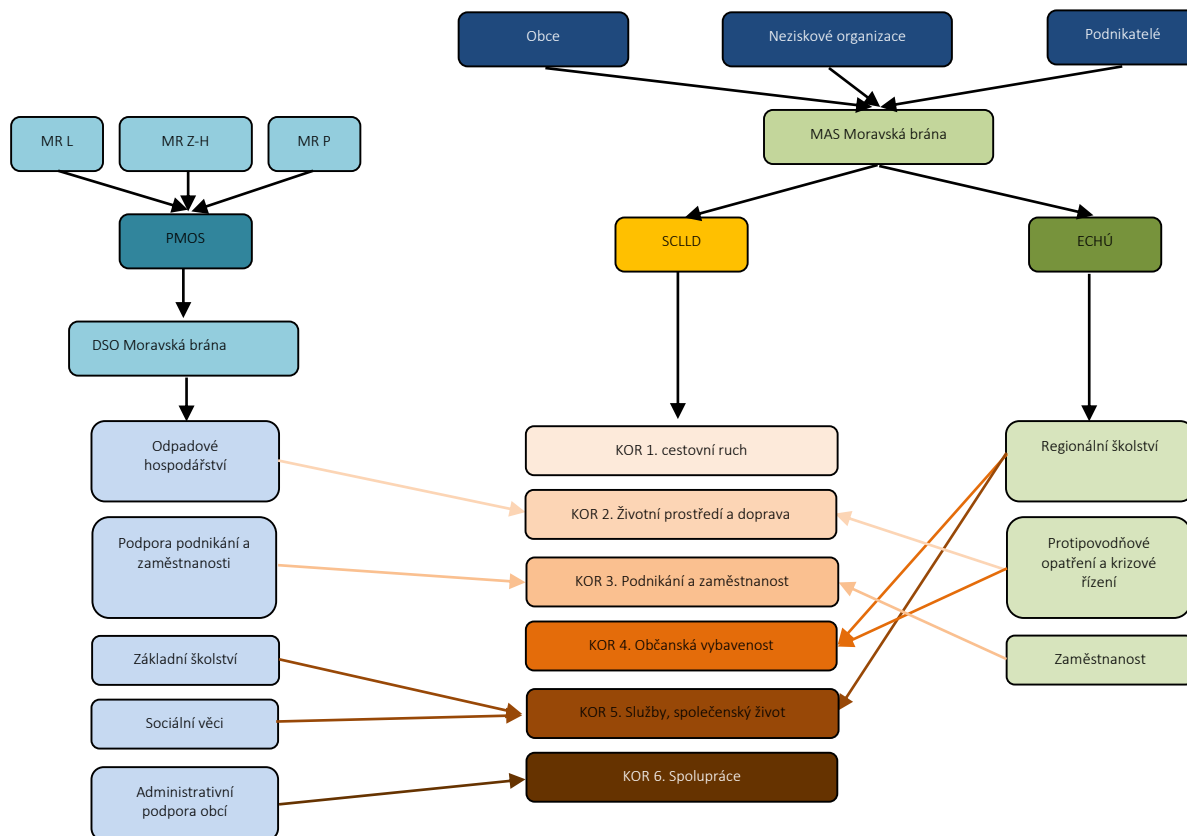 Obce
Neziskové organizace
Podnikatelé
MR L
MR Z-H
MR P
MAS Moravská brána
PMOS
SCLLD
ECHÚ
DSO Moravská brána
Odpadové
hospodářství
Podpora podnikání a
zaměstnanosti
Základní školství
Sociální věci
Administrativní
podpora obcí
KOR 1. cestovní ruch
KOR 2. Životní prostředí a doprava
KOR 3. Podnikání a zaměstnanost
KOR 4. Občanská vybavenost
KOR 5. Služby, společenský život
KOR 6. Spolupráce
Regionální školství
Protipovodňové
opatření a krizové
řízení
Zaměstnanost